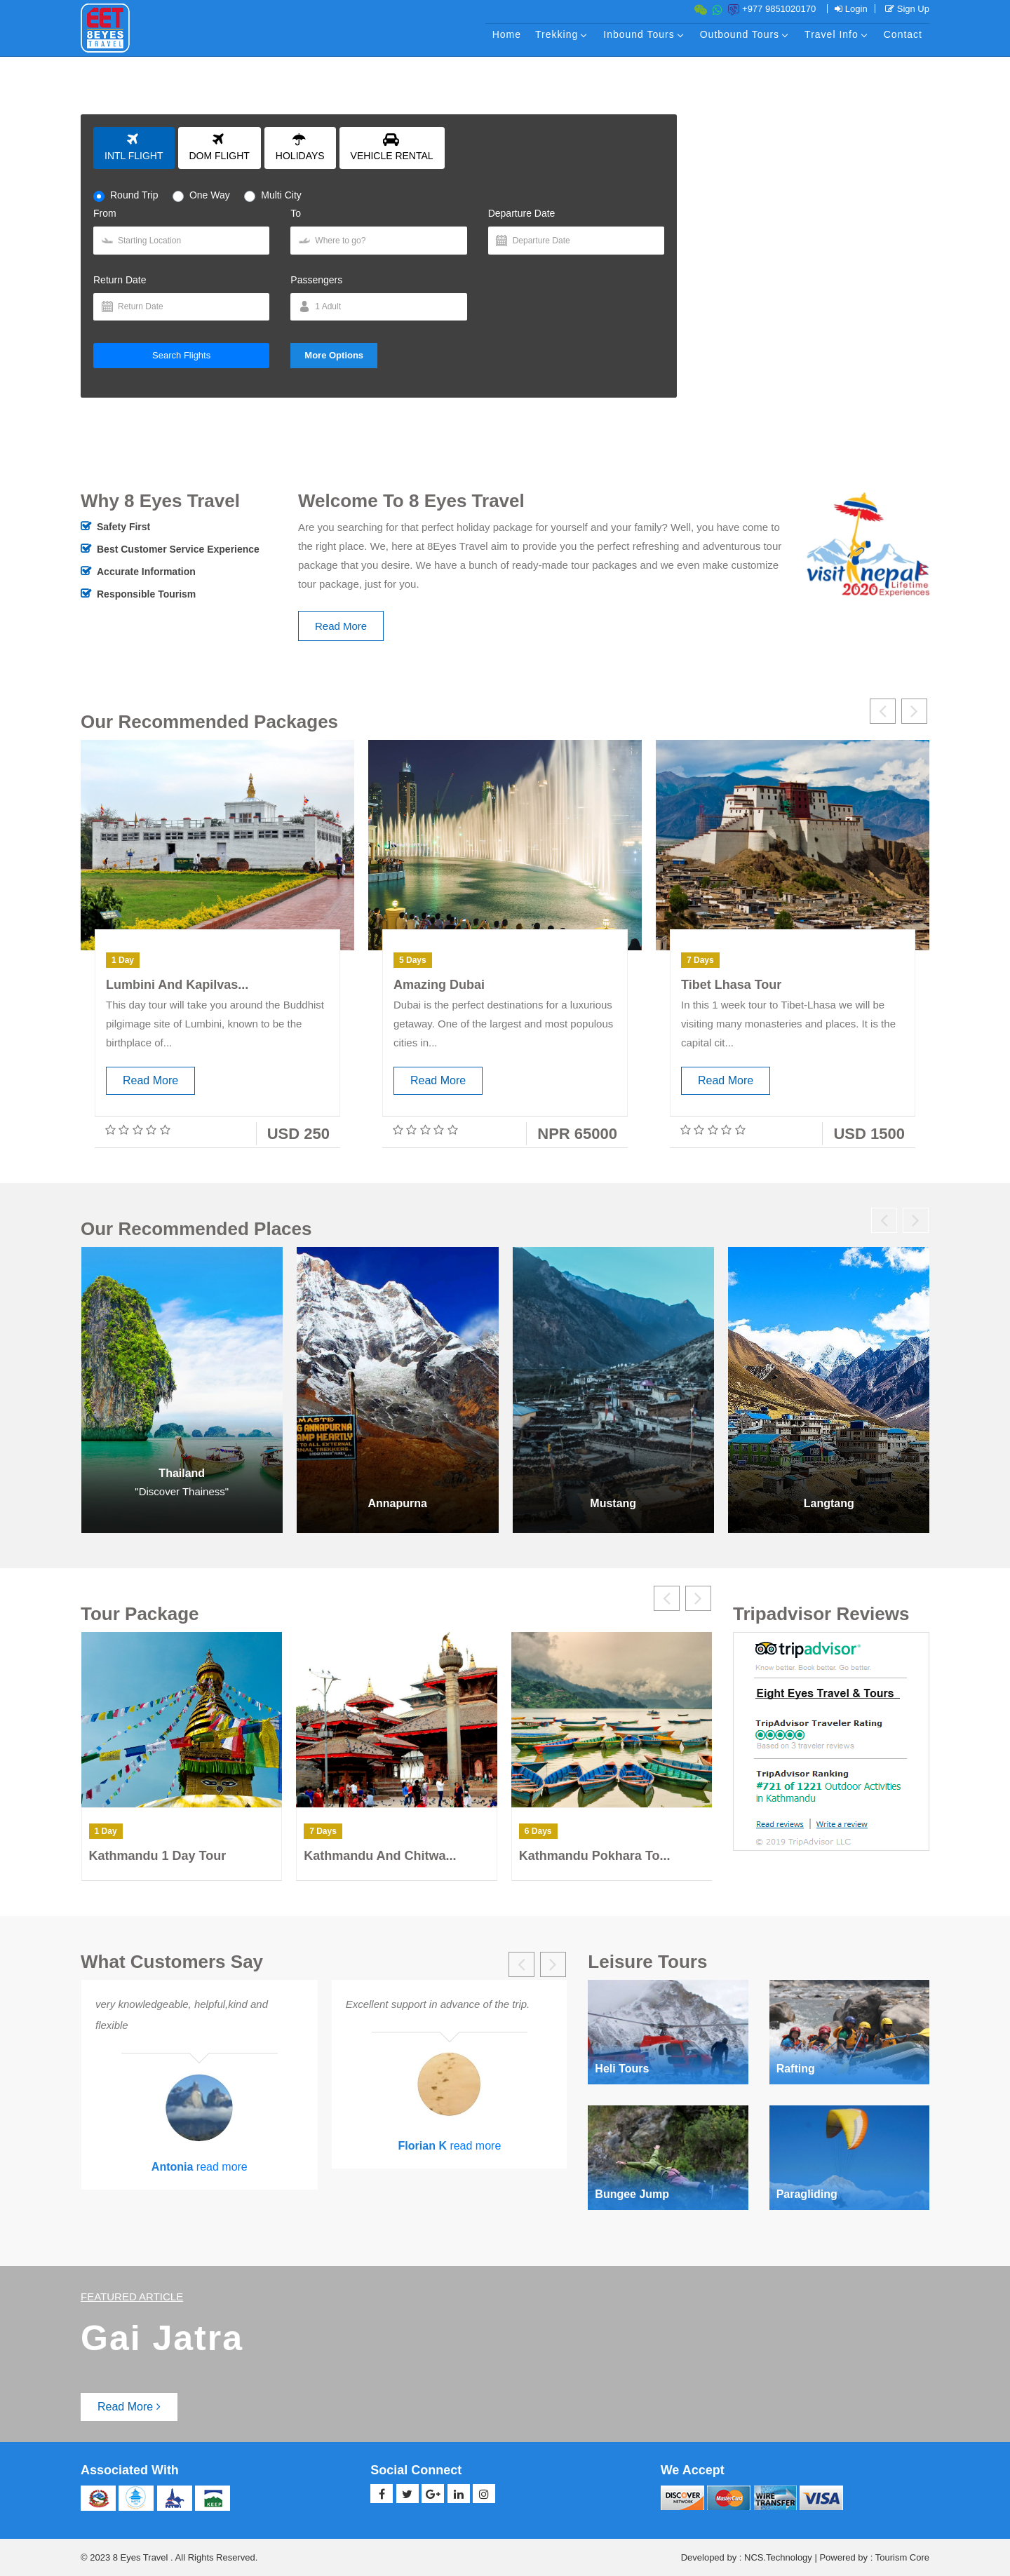 EET
8EYES
TRAVEL
+977 9851020170 | Login | Sign Up
Home Trekking Inbound Tours Outbound Tours Travel Info Contact
INTL FLIGHT DOM FLIGHT HOLIDAYS VEHICLE RENTAL
Round Trip One Way Multi City
From To Departure Date
Starting Location Where to go? Departure Date
Return Date Passengers
Return Date 1 Adult
Search Flights More Options
Why 8 Eyes Travel
Safety First
Best Customer Service Experience
Accurate Information
Responsible Tourism
Welcome To 8 Eyes Travel
Are you searching for that perfect holiday package for yourself and your family? Well, you have come to
the right place. We, here at 8Eyes Travel aim to provide you the perfect refreshing and adventurous tour
package that you desire. We have a bunch of ready-made tour packages and we even make customize
tour package, just for you.
Read More
visit nepal
2020 Lifetime Experiences
Our Recommended Packages
1 Day
Lumbini And Kapilvas...
This day tour will take you around the Buddhist
pilgimage site of Lumbini, known to be the
birthplace of...
Read More
USD 250
5 Days
Amazing Dubai
Dubai is the perfect destinations for a luxurious
getaway. One of the largest and most populous
cities in...
Read More
NPR 65000
7 Days
Tibet Lhasa Tour
In this 1 week tour to Tibet-Lhasa we will be
visiting many monasteries and places. It is the
capital cit...
Read More
USD 1500
Our Recommended Places
Thailand
"Discover Thainess"
ANNAPURNA
HEARTLY
TO ALL EXTERNAL
Annapurna
Mustang
Langtang
Tour Package
1 Day
Kathmandu 1 Day Tour
7 Days
Kathmandu And Chitwa...
6 Days
Kathmandu Pokhara To...
Tripadvisor Reviews
tripadvisor
Know better. Book better. Go better.
Eight Eyes Travel & Tours
TripAdvisor Traveler Rating
Based on 3 traveler reviews
TripAdvisor Ranking
#721 of 1221 Outdoor Activities
in Kathmandu
Read reviews | Write a review
© 2019 TripAdvisor LLC
What Customers Say
very knowledgeable, helpful,kind and
flexible
Antonia read more
Excellent support in advance of the trip.
Florian K read more
Leisure Tours
Heli Tours
Rafting
Bungee Jump
Paragliding
FEATURED ARTICLE
Gai Jatra
Read More
Associated With
KEEP
Social Connect
We Accept
DISCOVER
NETWORK
MasterCard
WIRE
TRANSFER
VISA
© 2023 8 Eyes Travel . All Rights Reserved.
Developed by : NCS.Technology | Powered by : Tourism Core